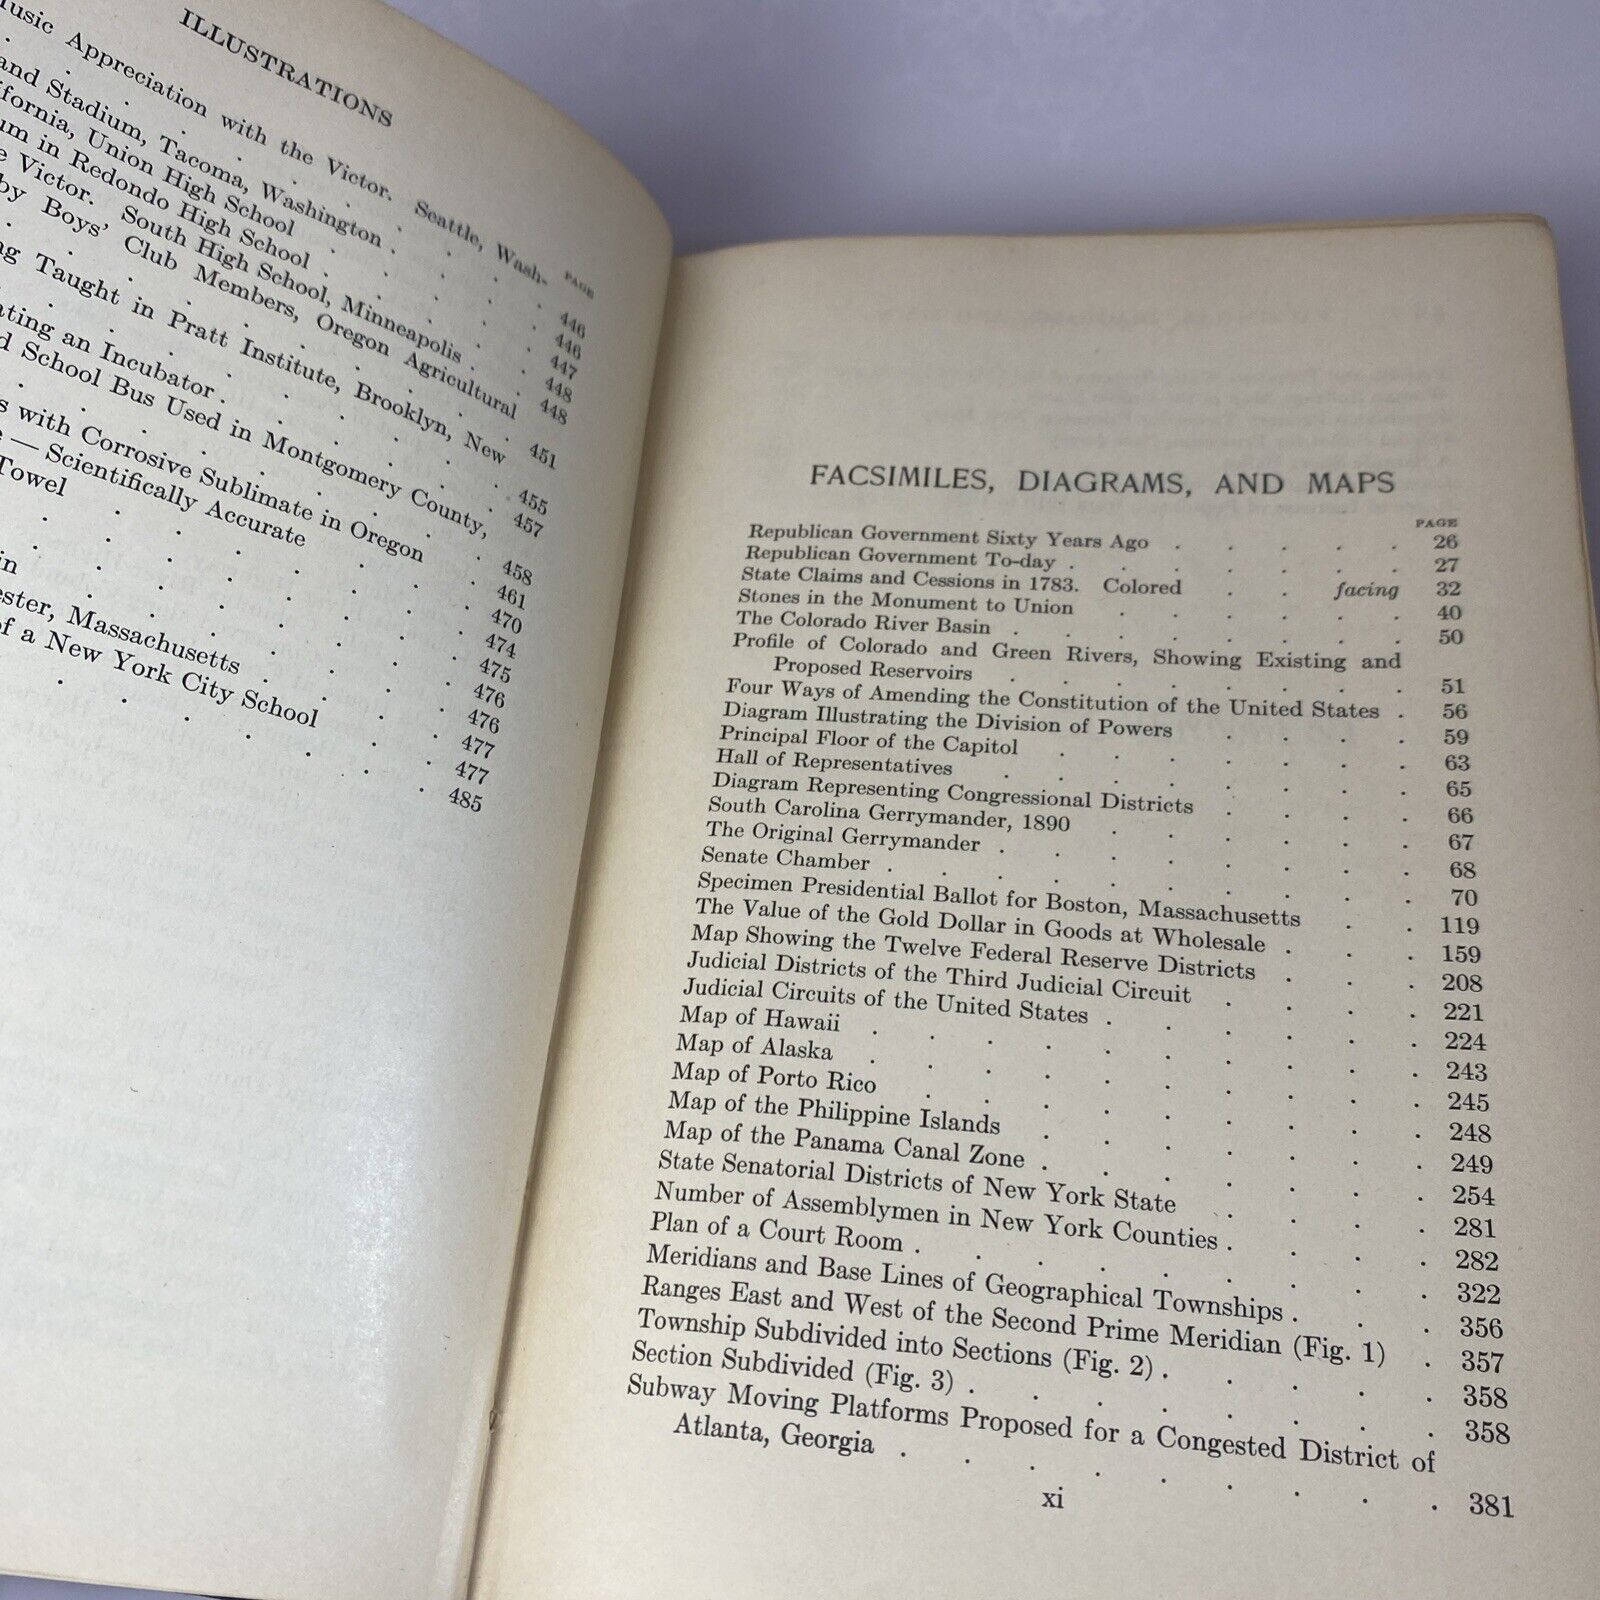 ILLUSTRATIONS
PAGE
Music Appreciation with the Victor. Seattle, Wash-
. . . . . 446
and Stadium, Tacoma, Washington . . . 446
California, Union High School . . . . 447
in Redondo High School . . . . 448
Victor. South High School, Minneapolis . . 448
by Boys' Club Members, Oregon Agricultural
. . . . . 451
Taught in Pratt Institute, Brooklyn, New
. . . . . 455
an Incubator . . . . . 457
School Bus Used in Montgomery County,
. . . . . 458
with Corrosive Sublimate in Oregon . . 461
— Scientifically Accurate . . . 470
Towel . . . . . 474
. . . . . 475
in . . . . . 476
. . . . . 476
Massachusetts . . . . . 477
of a New York City School . . . 477
. . . . . 485
FACSIMILES, DIAGRAMS, AND MAPS
PAGE
Republican Government Sixty Years Ago . . . . . 26
Republican Government To-day . . . . . . 27
State Claims and Cessions in 1783. Colored . . facing 32
Stones in the Monument to Union . . . . . 40
The Colorado River Basin . . . . . . . 50
Profile of Colorado and Green Rivers, Showing Existing and
Proposed Reservoirs . . . . . . . 51
Four Ways of Amending the Constitution of the United States . 56
Diagram Illustrating the Division of Powers . . . . 59
Principal Floor of the Capitol . . . . . . 63
Hall of Representatives . . . . . . . 65
Diagram Representing Congressional Districts . . . . 66
South Carolina Gerrymander, 1890 . . . . . 67
The Original Gerrymander . . . . . . . 68
Senate Chamber . . . . . . . . . 70
Specimen Presidential Ballot for Boston, Massachusetts . . 119
The Value of the Gold Dollar in Goods at Wholesale . . . 159
Map Showing the Twelve Federal Reserve Districts . . . 208
Judicial Districts of the Third Judicial Circuit . . . . 221
Judicial Circuits of the United States . . . . . . 224
Map of Hawaii . . . . . . . . . 243
Map of Alaska . . . . . . . . . 245
Map of Porto Rico . . . . . . . . 248
Map of the Philippine Islands . . . . . . 249
Map of the Panama Canal Zone . . . . . . 254
State Senatorial Districts of New York State . . . . 281
Number of Assemblymen in New York Counties . . . . 282
Plan of a Court Room . . . . . . . . 322
Meridians and Base Lines of Geographical Townships . . . 356
Ranges East and West of the Second Prime Meridian (Fig. 1) . 357
Township Subdivided into Sections (Fig. 2) . . . . . 358
Section Subdivided (Fig. 3) . . . . . . . 358
Subway Moving Platforms Proposed for a Congested District of
Atlanta, Georgia . . . . . . . . . 381
xi